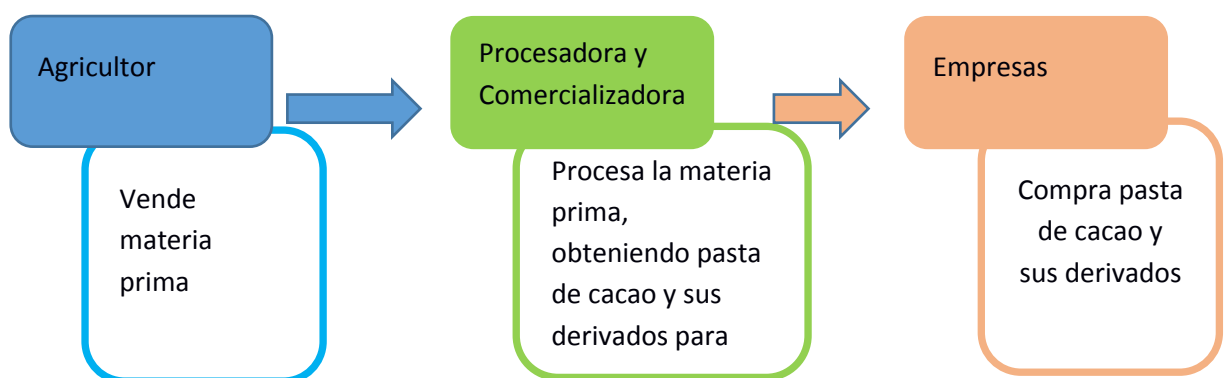 Agricultor
Vende
materia
prima
Procesadora y
Comercializadora
Procesa la materia
prima,
obteniendo pasta
de cacao y sus
derivados para
Empresas
Compra pasta
de cacao y
sus derivados